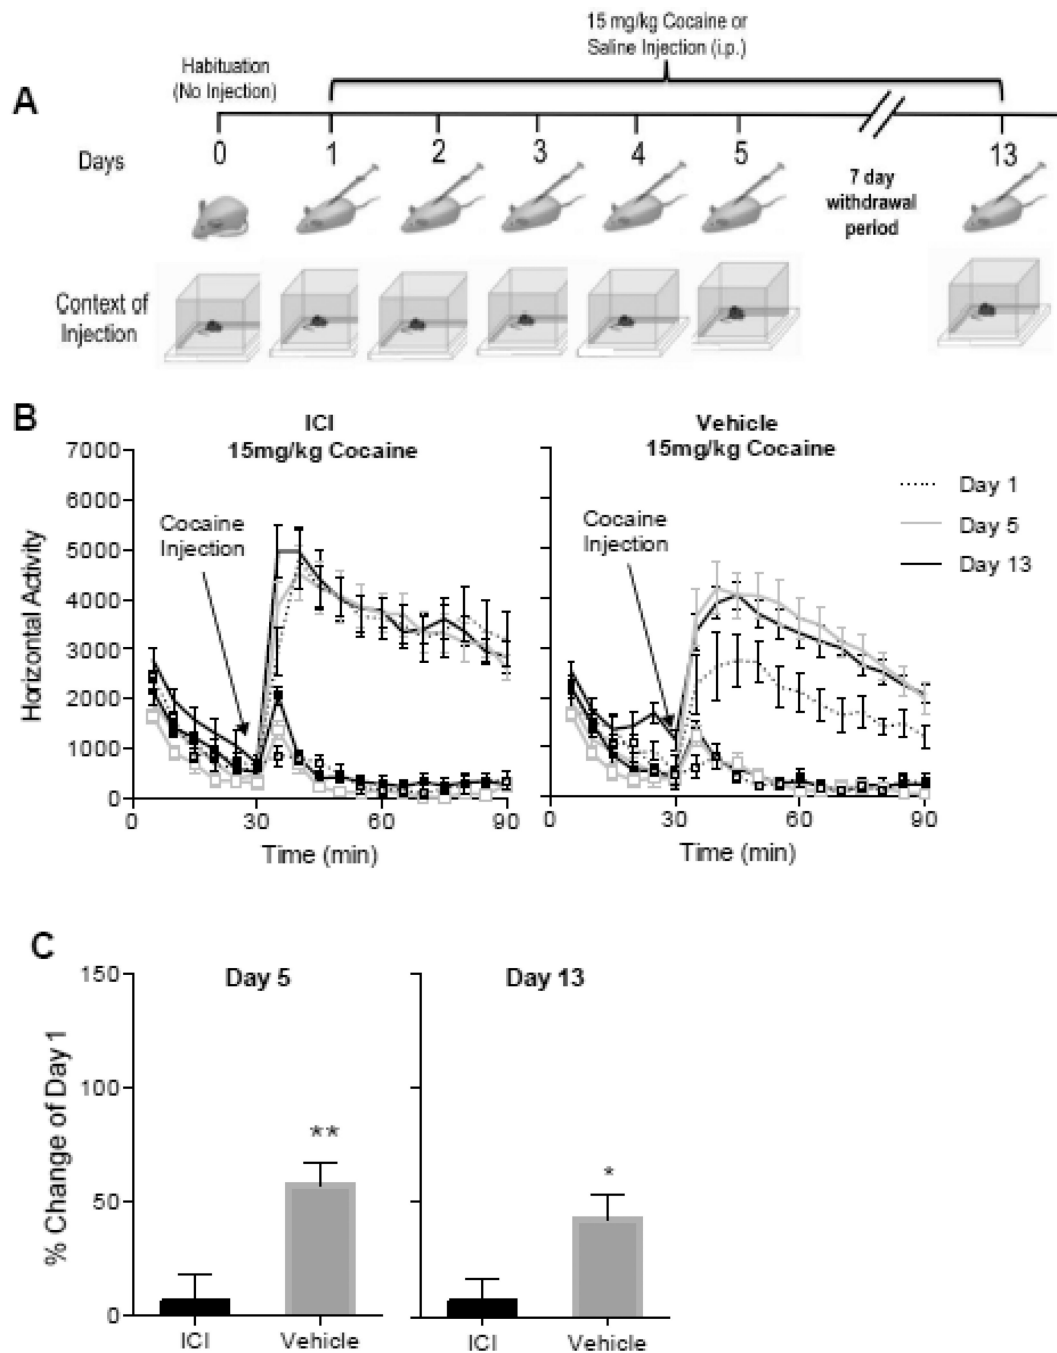 15 mg/kg Cocaine or
Saline Injection (i.p.)
Habituation
(No Injection)
A
Days
0 1 2 3 4 5 13
7 day
withdrawal
period
Context of
Injection
B
ICI
15mg/kg Cocaine
Vehicle
15mg/kg Cocaine
Horizontal Activity
7000
6000
5000
4000
3000
2000
1000
0
Cocaine
Injection
Cocaine
Injection
Day 1
Day 5
Day 13
0 30 60 90
Time (min)
0 30 60 90
Time (min)
C
Day 5
Day 13
% Change of Day 1
150
100
50
0
**
*
ICI Vehicle
ICI Vehicle